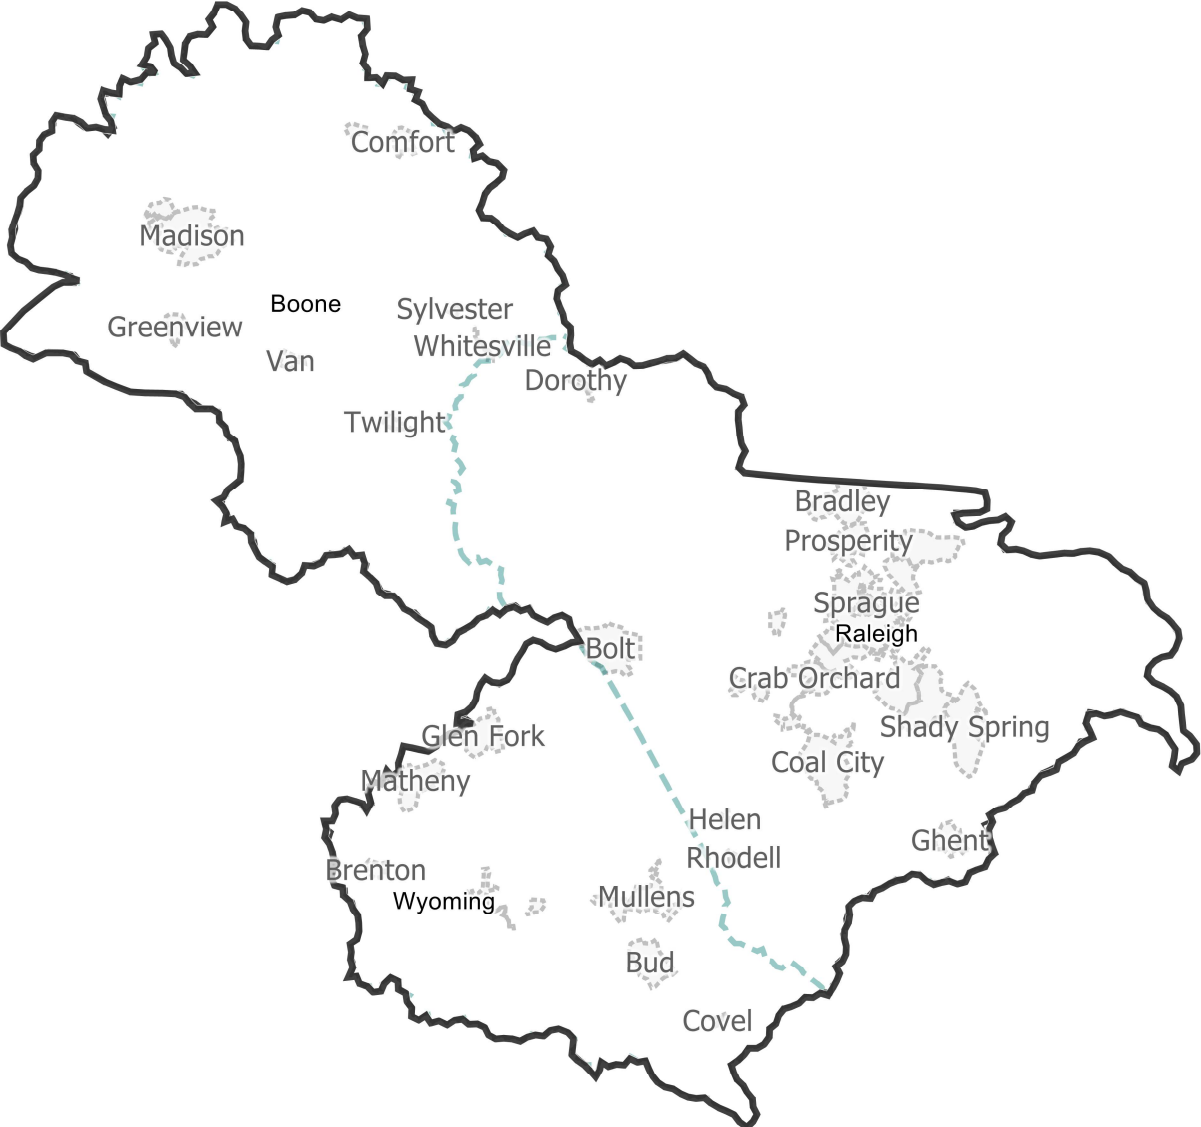 Comfort
Madison
Boone
Sylvester
Greenview
Whitesville
Van
Dorothy
Twilight
Bradley
Prosperity
Sprague
Raleigh
Bolt
Crab Orchard
Shady Spring
Glen Fork
Coal City
Matheny
Helen
Ghent
Rhodell
Brenton
Mullens
Wyoming
Bud
Covel